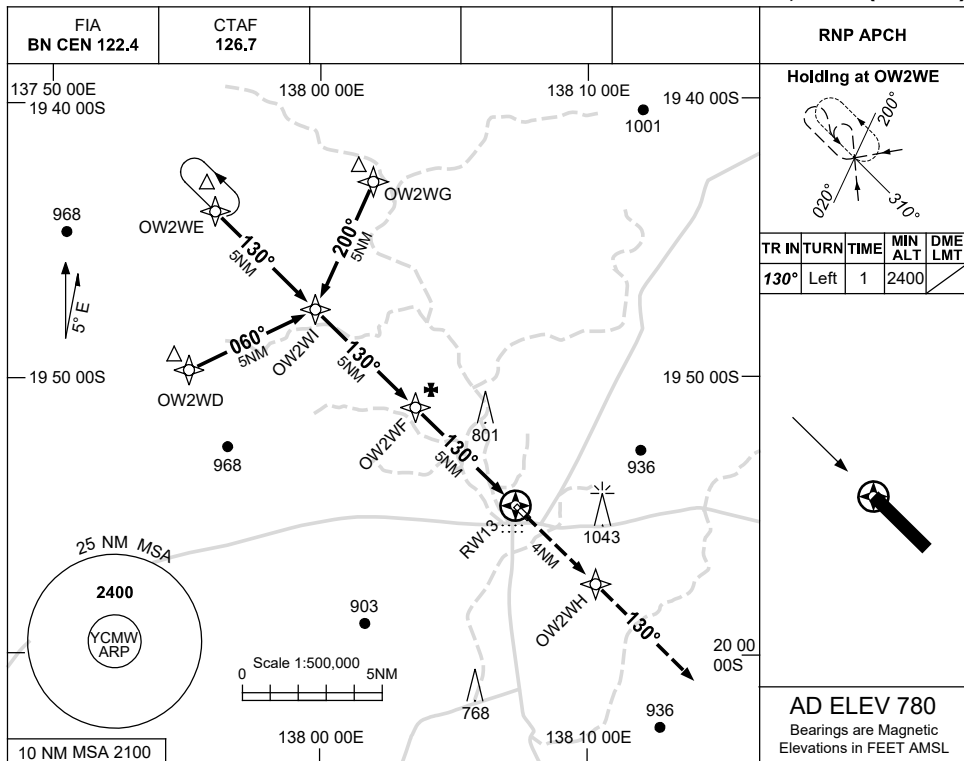 FIA
BN CEN 122.4
CTAF
126.7
RNP APCH
137 50 00E
138 00 00E
138 10 00E
19 40 00S
19 40 00S
1001
Holding at OW2WE
200°
020°
310°
TR IN TURN TIME MIN ALT DME LMT
130° Left 1 2400
OW2WG
OW2WE
968
130°
5NM
200°
5NM
5° E
060°
5NM
OW2WI
130°
5NM
19 50 00S
19 50 00S
OW2WD
OW2WF
801
968
130°
5NM
936
RW13
1043
4NM
25 NM MSA
2400
YCMW
ARP
903
OW2WH
130°
Scale 1:500,000
0 5NM
20 00
00S
768
936
10 NM MSA 2100
138 00 00E
138 10 00E
AD ELEV 780
Bearings are Magnetic
Elevations in FEET AMSL